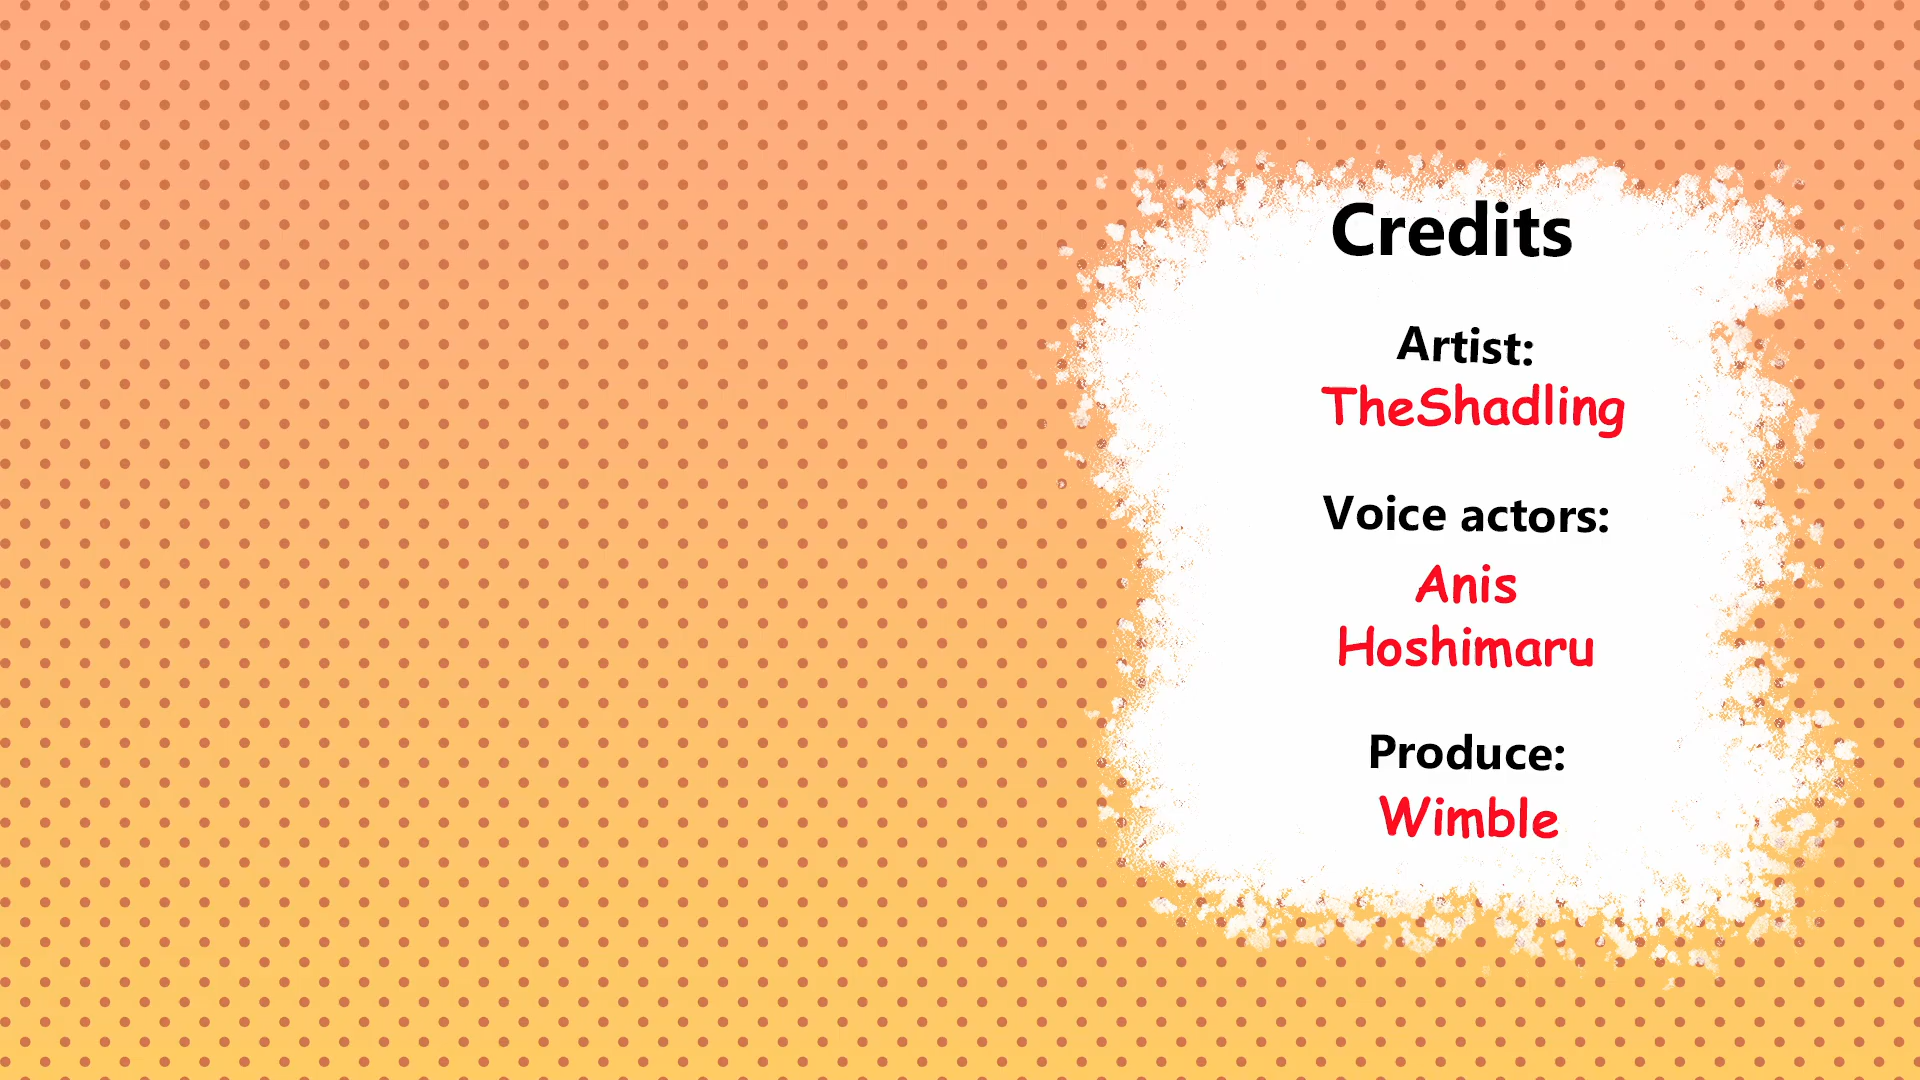 Credits
Artist:
TheShadling
Voice actors:
Anis
Hoshimaru
Produce:
Wimble